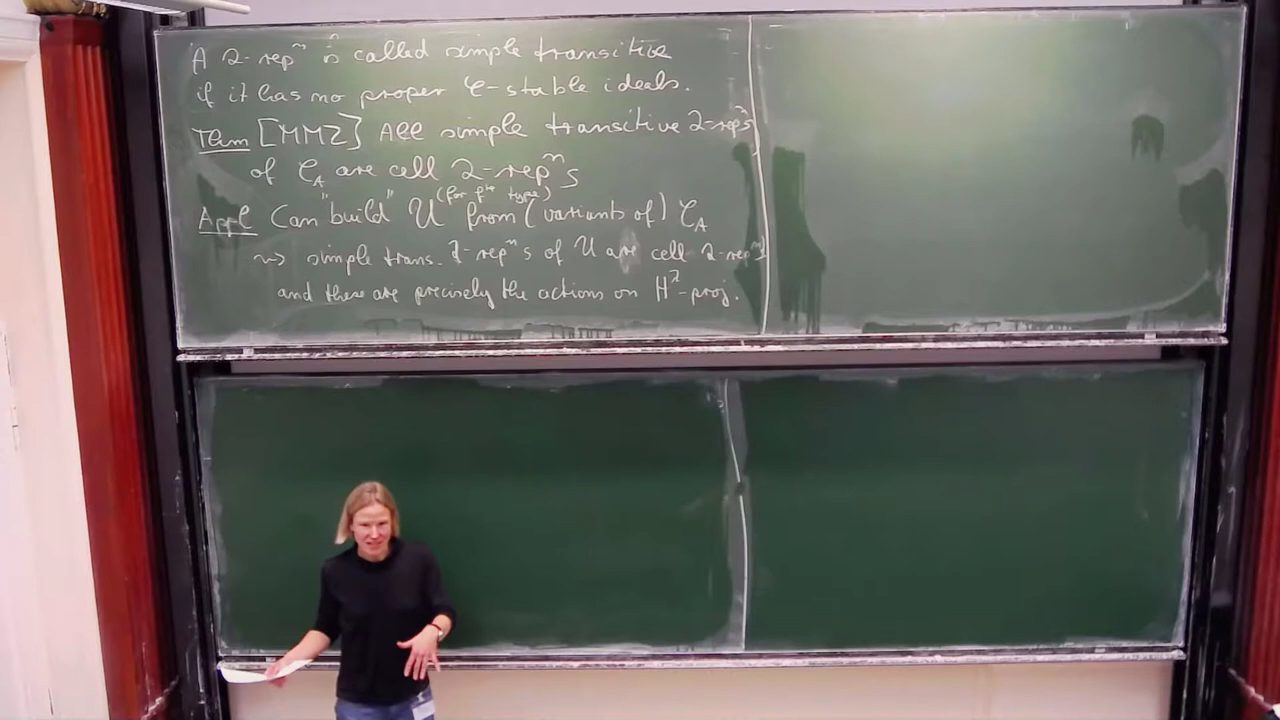 A 2-repⁿ is called simple transitive
if it has no proper 𝒞-stable ideals.
Thm [MMZ] All simple transitive 2-repⁿs
of 𝒞_A are cell 2-repⁿs
(for fte type)
Appl Can "build" 𝒰 from (variants of) 𝒞_A
⇝ simple trans. 2-repⁿs of 𝒰 are cell 2-repⁿs
and these are precisely the actions on H^λ-proj.